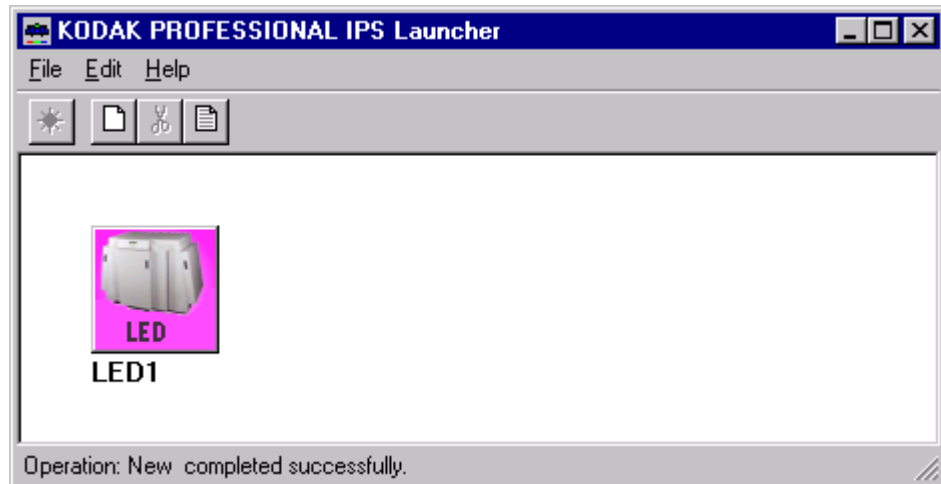 KODAK PROFESSIONAL IPS Launcher
File Edit Help
LED
LED1
Operation: New  completed successfully.